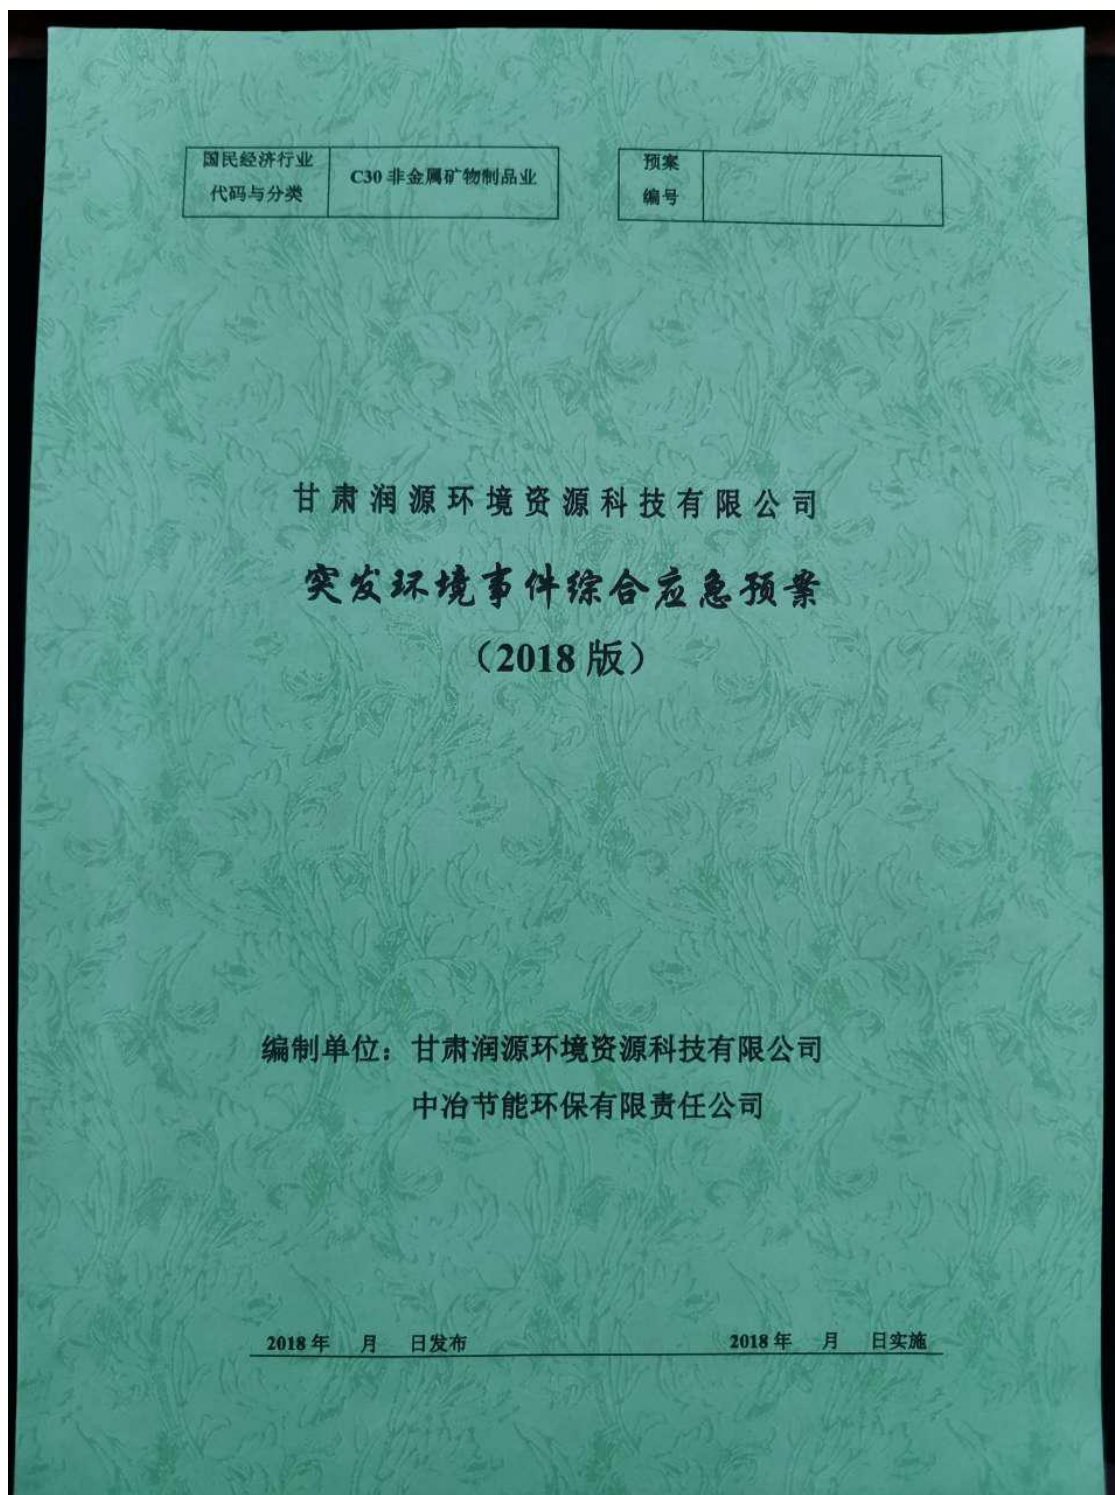 国民经济行业
代码与分类
C30 非金属矿物制品业
预案
编号
甘肃润源环境资源科技有限公司
突发环境事件综合应急预案
（2018 版）
编制单位：甘肃润源环境资源科技有限公司
中冶节能环保有限责任公司
2018 年 月 日发布 2018 年 月 日实施